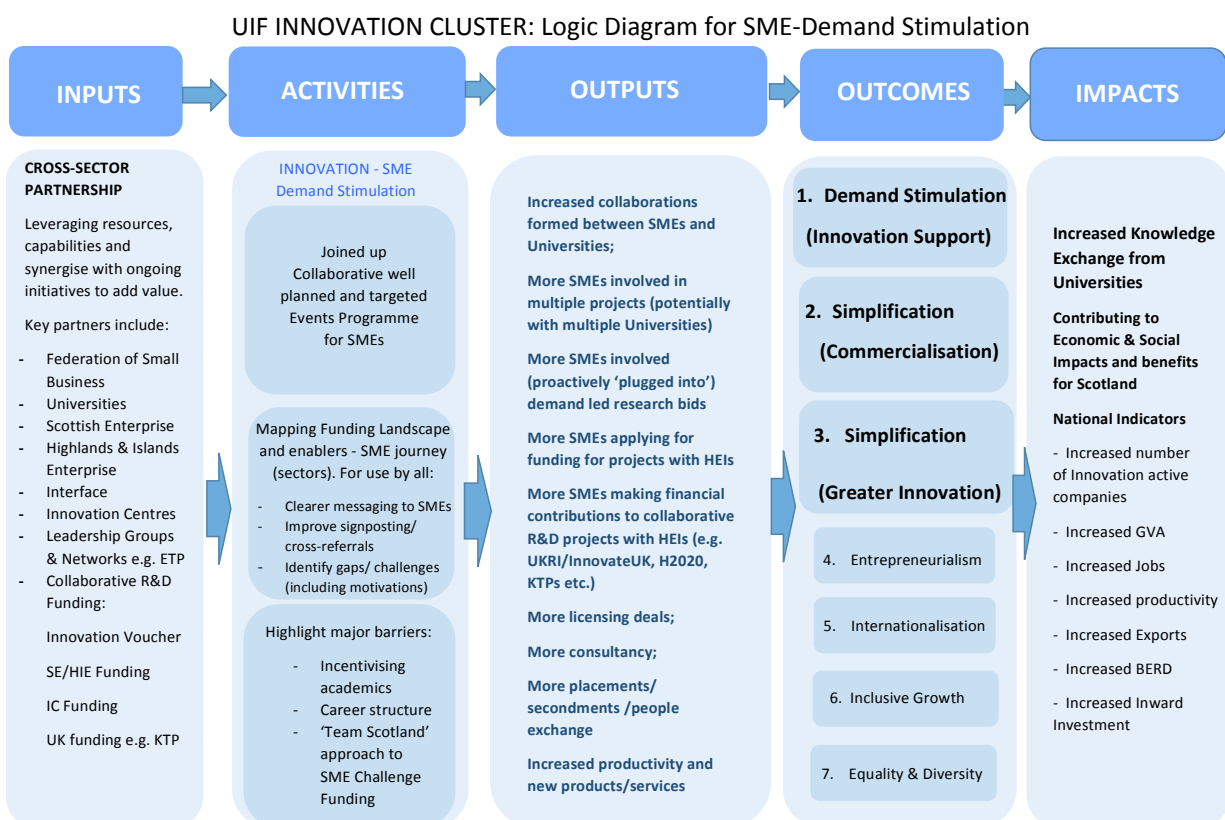 UIF INNOVATION CLUSTER: Logic Diagram for SME-Demand Stimulation
INPUTS
ACTIVITIES
OUTPUTS
OUTCOMES
IMPACTS
CROSS-SECTOR
PARTNERSHIP
Leveraging resources,
capabilities and
synergise with ongoing
initiatives to add value.
Key partners include:
- Federation of Small
Business
- Universities
- Scottish Enterprise
- Highlands & Islands
Enterprise
- Interface
- Innovation Centres
- Leadership Groups
& Networks e.g. ETP
- Collaborative R&D
Funding:
Innovation Voucher
SE/HIE Funding
IC Funding
UK funding e.g. KTP
INNOVATION - SME
Demand Stimulation
Joined up
Collaborative well
planned and targeted
Events Programme
for SMEs
Mapping Funding Landscape
and enablers - SME journey
(sectors). For use by all:
- Clearer messaging to SMEs
- Improve signposting/
cross-referrals
- Identify gaps/ challenges
(including motivations)
Highlight major barriers:
- Incentivising
academics
- Career structure
- ‘Team Scotland’
approach to
SME Challenge
Funding
Increased collaborations
formed between SMEs and
Universities;
More SMEs involved in
multiple projects (potentially
with multiple Universities)
More SMEs involved
(proactively ‘plugged into’)
demand led research bids
More SMEs applying for
funding for projects with HEIs
More SMEs making financial
contributions to collaborative
R&D projects with HEIs (e.g.
UKRI/InnovateUK, H2020,
KTPs etc.)
More licensing deals;
More consultancy;
More placements/
secondments /people
exchange
Increased productivity and
new products/services
1. Demand Stimulation
(Innovation Support)
2. Simplification
(Commercialisation)
3. Simplification
(Greater Innovation)
4. Entrepreneurialism
5. Internationalisation
6. Inclusive Growth
7. Equality & Diversity
Increased Knowledge
Exchange from
Universities
Contributing to
Economic & Social
Impacts and benefits
for Scotland
National Indicators
- Increased number
of Innovation active
companies
- Increased GVA
- Increased Jobs
- Increased productivity
- Increased Exports
- Increased BERD
- Increased Inward
Investment